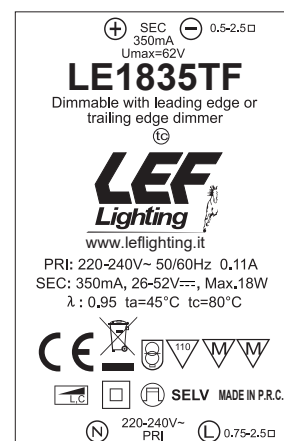 + SEC - 0.5-2.5□
350mA
Umax=62V
LE1835TF
Dimmable with leading edge or
trailing edge dimmer
tc
LEF
Lighting
www.leflighting.it
PRI: 220-240V~ 50/60Hz 0.11A
SEC: 350mA, 26-52V⎓, Max.18W
λ : 0.95 ta=45°C tc=80°C
CE 110 M M
L,C SELV MADE IN P.R.C.
N 220-240V~ L 0.75-2.5□
PRI